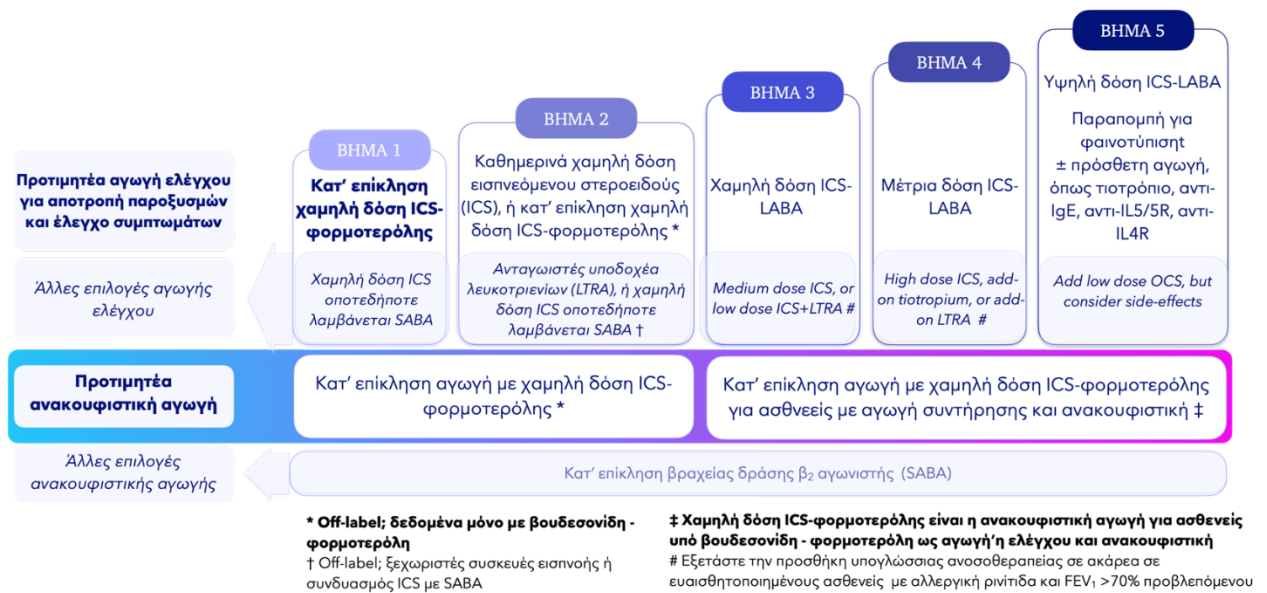 ΒΗΜΑ 1
ΒΗΜΑ 2
ΒΗΜΑ 3
ΒΗΜΑ 4
ΒΗΜΑ 5
Προτιμητέα αγωγή ελέγχου
για αποτροπή παροξυσμών
και έλεγχο συμπτωμάτων
Κατ’ επίκληση
χαμηλή δόση ICS-
φορμοτερόλης
Καθημερινά χαμηλή δόση
εισπνεόμενου στεροειδούς
(ICS), ή κατ’ επίκληση χαμηλή
δόση ICS-φορμοτερόλης *
Χαμηλή δόση ICS-
LABA
Μέτρια δόση ICS-
LABA
Υψηλή δόση ICS-LABA
Παραπομπή για
φαινοτύπισηt
± πρόσθετη αγωγή,
όπως τιοτρόπιο, αντι-
IgE, αντι-IL5/5R, αντι-
IL4R
Άλλες επιλογές αγωγής
ελέγχου
Χαμηλή δόση ICS
οποτεδήποτε
λαμβάνεται SABA
Ανταγωιστές υποδοχέα
λευκοτριενίων (LTRA), ή χαμηλή
δόση ICS οποτεδήποτε
λαμβάνεται SABA †
Medium dose ICS, or
low dose ICS+LTRA #
High dose ICS, add-
on tiotropium, or add-
on LTRA #
Add low dose OCS, but
consider side-effects
Προτιμητέα
ανακουφιστική αγωγή
Κατ’ επίκληση αγωγή με χαμηλή δόση ICS-
φορμοτερόλης *
Κατ’ επίκληση αγωγή με χαμηλή δόση ICS-φορμοτερόλης
για ασθνεείς με αγωγή συντήρησης και ανακουφιστική ‡
Άλλες επιλογές
ανακουφιστικής αγωγής
Κατ’ επίκληση βραχείας δράσης β₂ αγωνιστής (SABA)
* Off-label; δεδομένα μόνο με βουδεσονίδη -
φορμοτερόλη
† Off-label; ξεχωριστές συσκευές εισπνοής ή
συνδυασμός ICS με SABA
‡ Χαμηλή δόση ICS-φορμοτερόλης είναι η ανακουφιστική αγωγή για ασθενείς
υπό βουδεσονίδη - φορμοτερόλη ως αγωγή'η ελέγχου και ανακουφιστική
# Εξετάστε την προσθήκη υπογλώσσιας ανοσοθεραπείας σε ακάρεα σε
ευαισθητοποιημένους ασθενείς με αλλεργική ρινίτιδα και FEV₁ >70% προβλεπόμενου